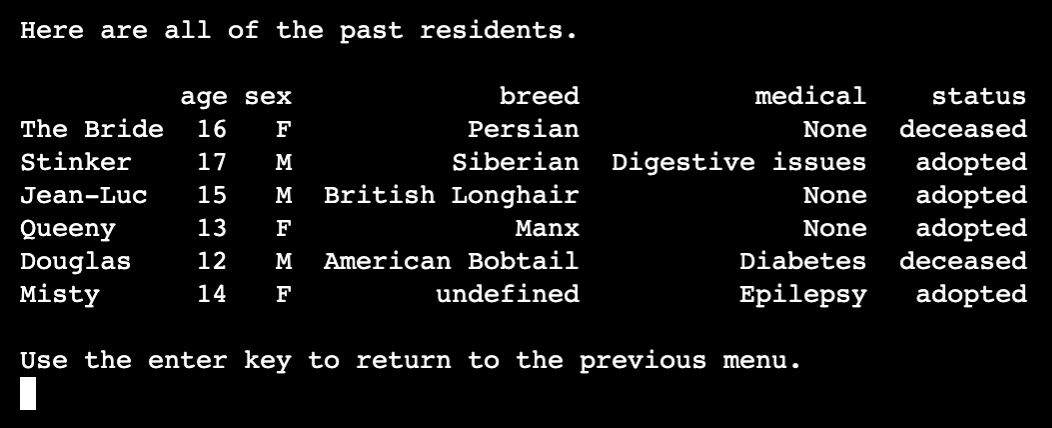 Here are all of the past residents.
age sex breed medical status
The Bride 16 F Persian None deceased
Stinker 17 M Siberian Digestive issues adopted
Jean-Luc 15 M British Longhair None adopted
Queeny 13 F Manx None adopted
Douglas 12 M American Bobtail Diabetes deceased
Misty 14 F undefined Epilepsy adopted
Use the enter key to return to the previous menu.